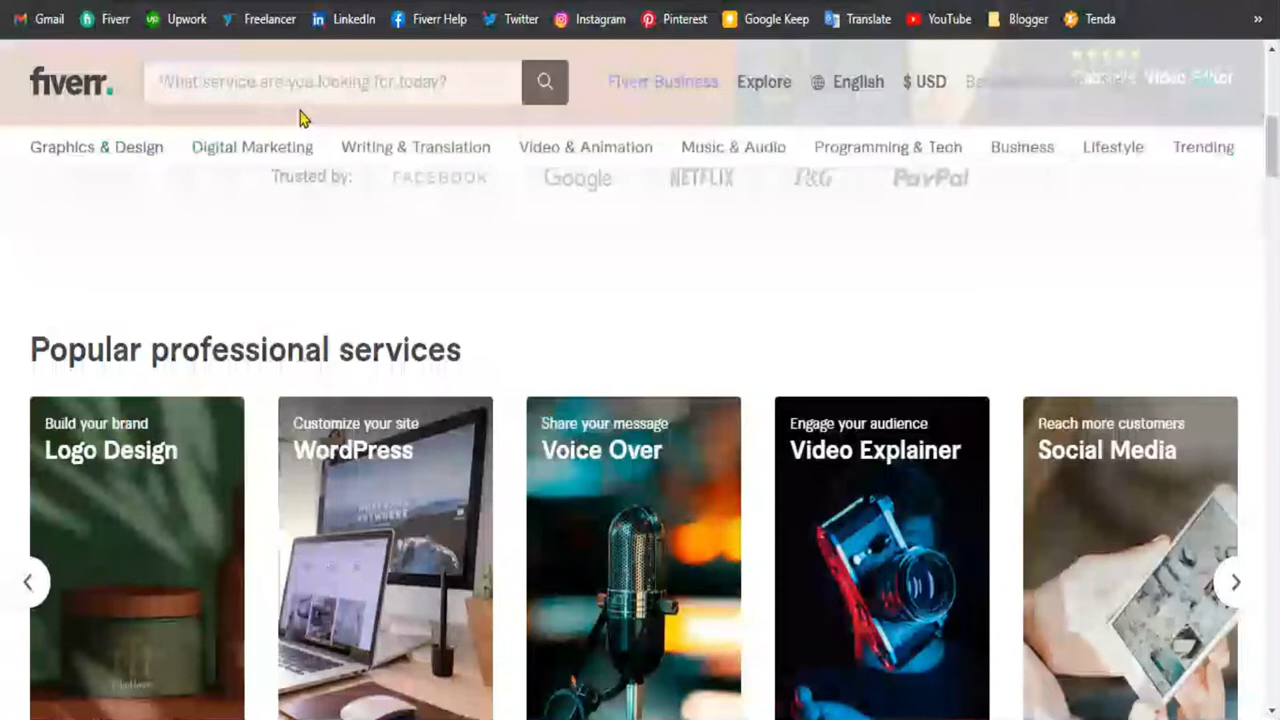 Gmail Fiverr Upwork Freelancer LinkedIn Fiverr Help Twitter Instagram Pinterest Google Keep Translate YouTube Blogger Tenda »
fiverr. What service are you looking for today? Fiverr Business Explore English $ USD Video Editor
Graphics & Design Digital Marketing Writing & Translation Video & Animation Music & Audio Programming & Tech Business Lifestyle Trending
Trusted by: FACEBOOK Google NETFLIX P&G PayPal
Popular professional services
Build your brand
Logo Design
Customize your site
WordPress
Share your message
Voice Over
Engage your audience
Video Explainer
Reach more customers
Social Media